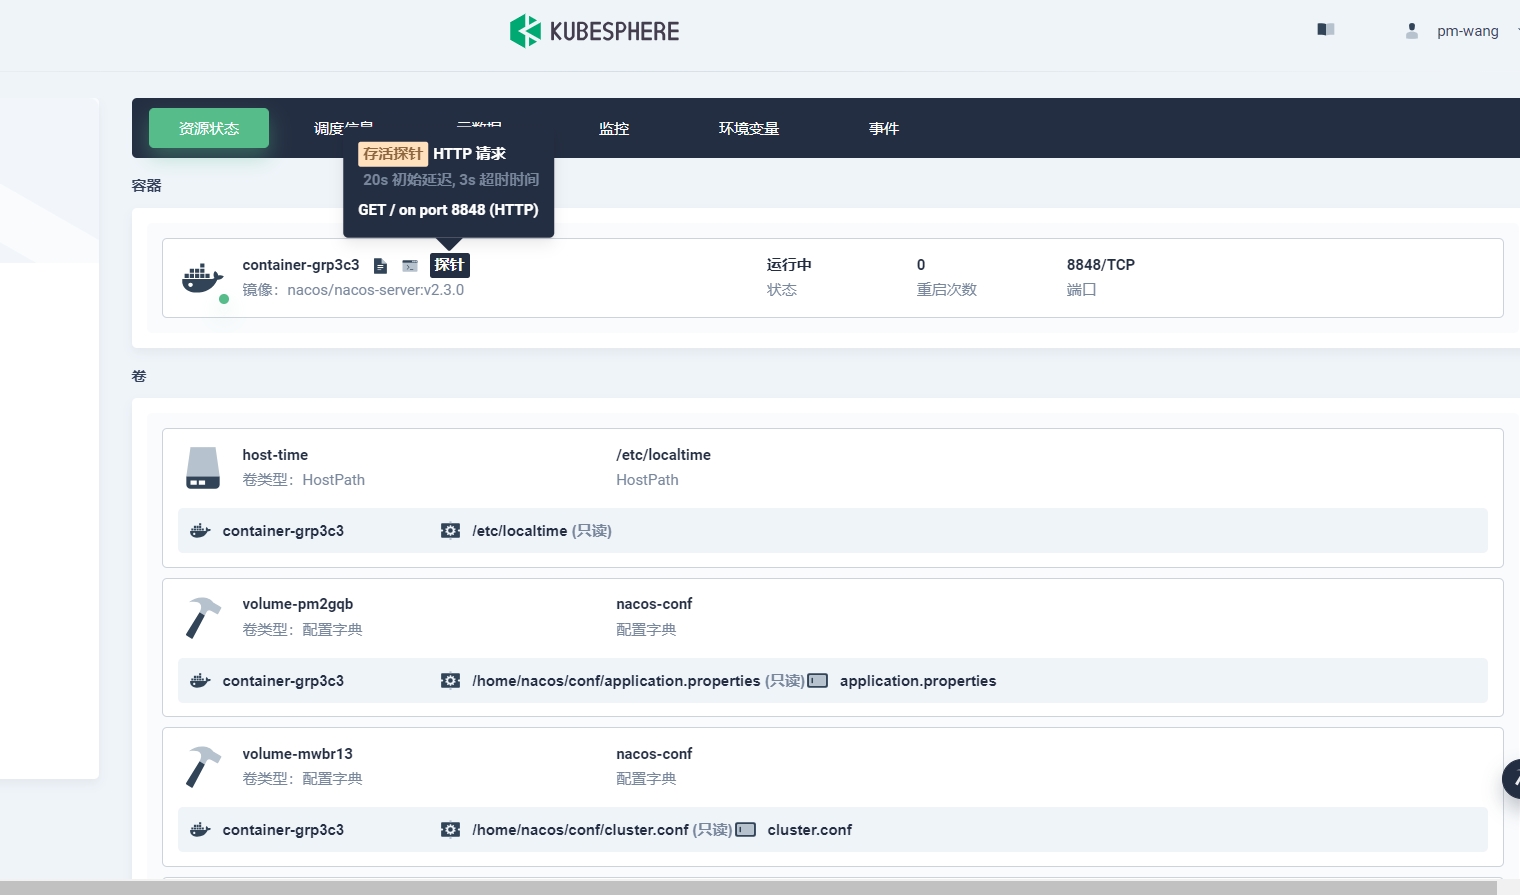 KUBESPHERE
pm-wang
资源状态
监控
环境变量
事件
存活探针 HTTP 请求
20s 初始延迟, 3s 超时时间
GET / on port 8848 (HTTP)
容器
container-grp3c3 探针 运行中 0 8848/TCP
镜像： nacos/nacos-server:v2.3.0 状态 重启次数 端口
卷
host-time /etc/localtime
卷类型： HostPath HostPath
container-grp3c3 /etc/localtime (只读)
volume-pm2gqb nacos-conf
卷类型： 配置字典 配置字典
container-grp3c3 /home/nacos/conf/application.properties (只读) application.properties
volume-mwbr13 nacos-conf
卷类型： 配置字典 配置字典
container-grp3c3 /home/nacos/conf/cluster.conf (只读) cluster.conf